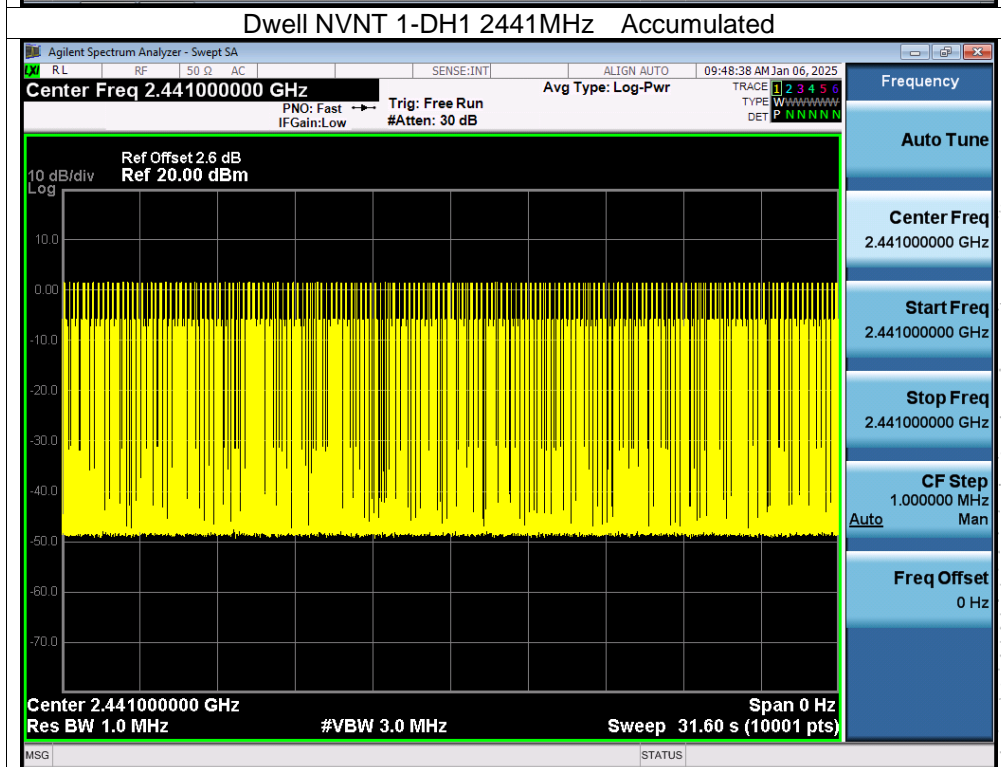 Dwell NVNT 1-DH1 2441MHz Accumulated
Agilent Spectrum Analyzer - Swept SA
LXI RL RF 50 Ω AC SENSE:INT ALIGN AUTO 09:48:38 AM Jan 06, 2025
Center Freq 2.441000000 GHz
PNO: Fast
IFGain:Low
Trig: Free Run
#Atten: 30 dB
Avg Type: Log-Pwr
TRACE 1 2 3 4 5 6
TYPE WWWWWWW
DET P N N N N N
Ref Offset 2.6 dB
10 dB/div Ref 20.00 dBm
Log
10.0
0.00
-10.0
-20.0
-30.0
-40.0
-50.0
-60.0
-70.0
Center 2.441000000 GHz Span 0 Hz
Res BW 1.0 MHz #VBW 3.0 MHz Sweep 31.60 s (10001 pts)
MSG STATUS
Frequency
Auto Tune
Center Freq
2.441000000 GHz
Start Freq
2.441000000 GHz
Stop Freq
2.441000000 GHz
CF Step
1.000000 MHz
Auto Man
Freq Offset
0 Hz